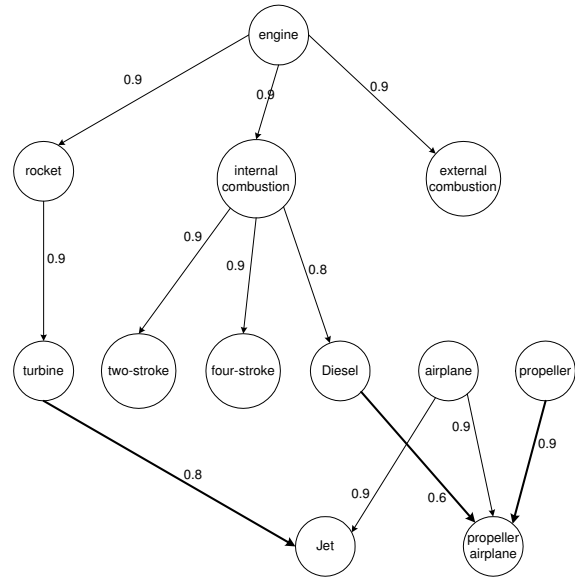 engine
0.9
0.9
0.9
rocket
internal
combustion
external
combustion
0.9
0.9
0.9
0.8
turbine
two-stroke
four-stroke
Diesel
airplane
propeller
0.9
0.9
0.8
0.9
0.6
Jet
propeller
airplane